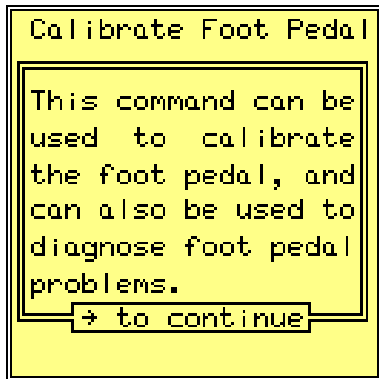 Calibrate Foot Pedal
This command can be
used to calibrate
the foot pedal, and
can also be used to
diagnose foot pedal
problems.
→ to continue